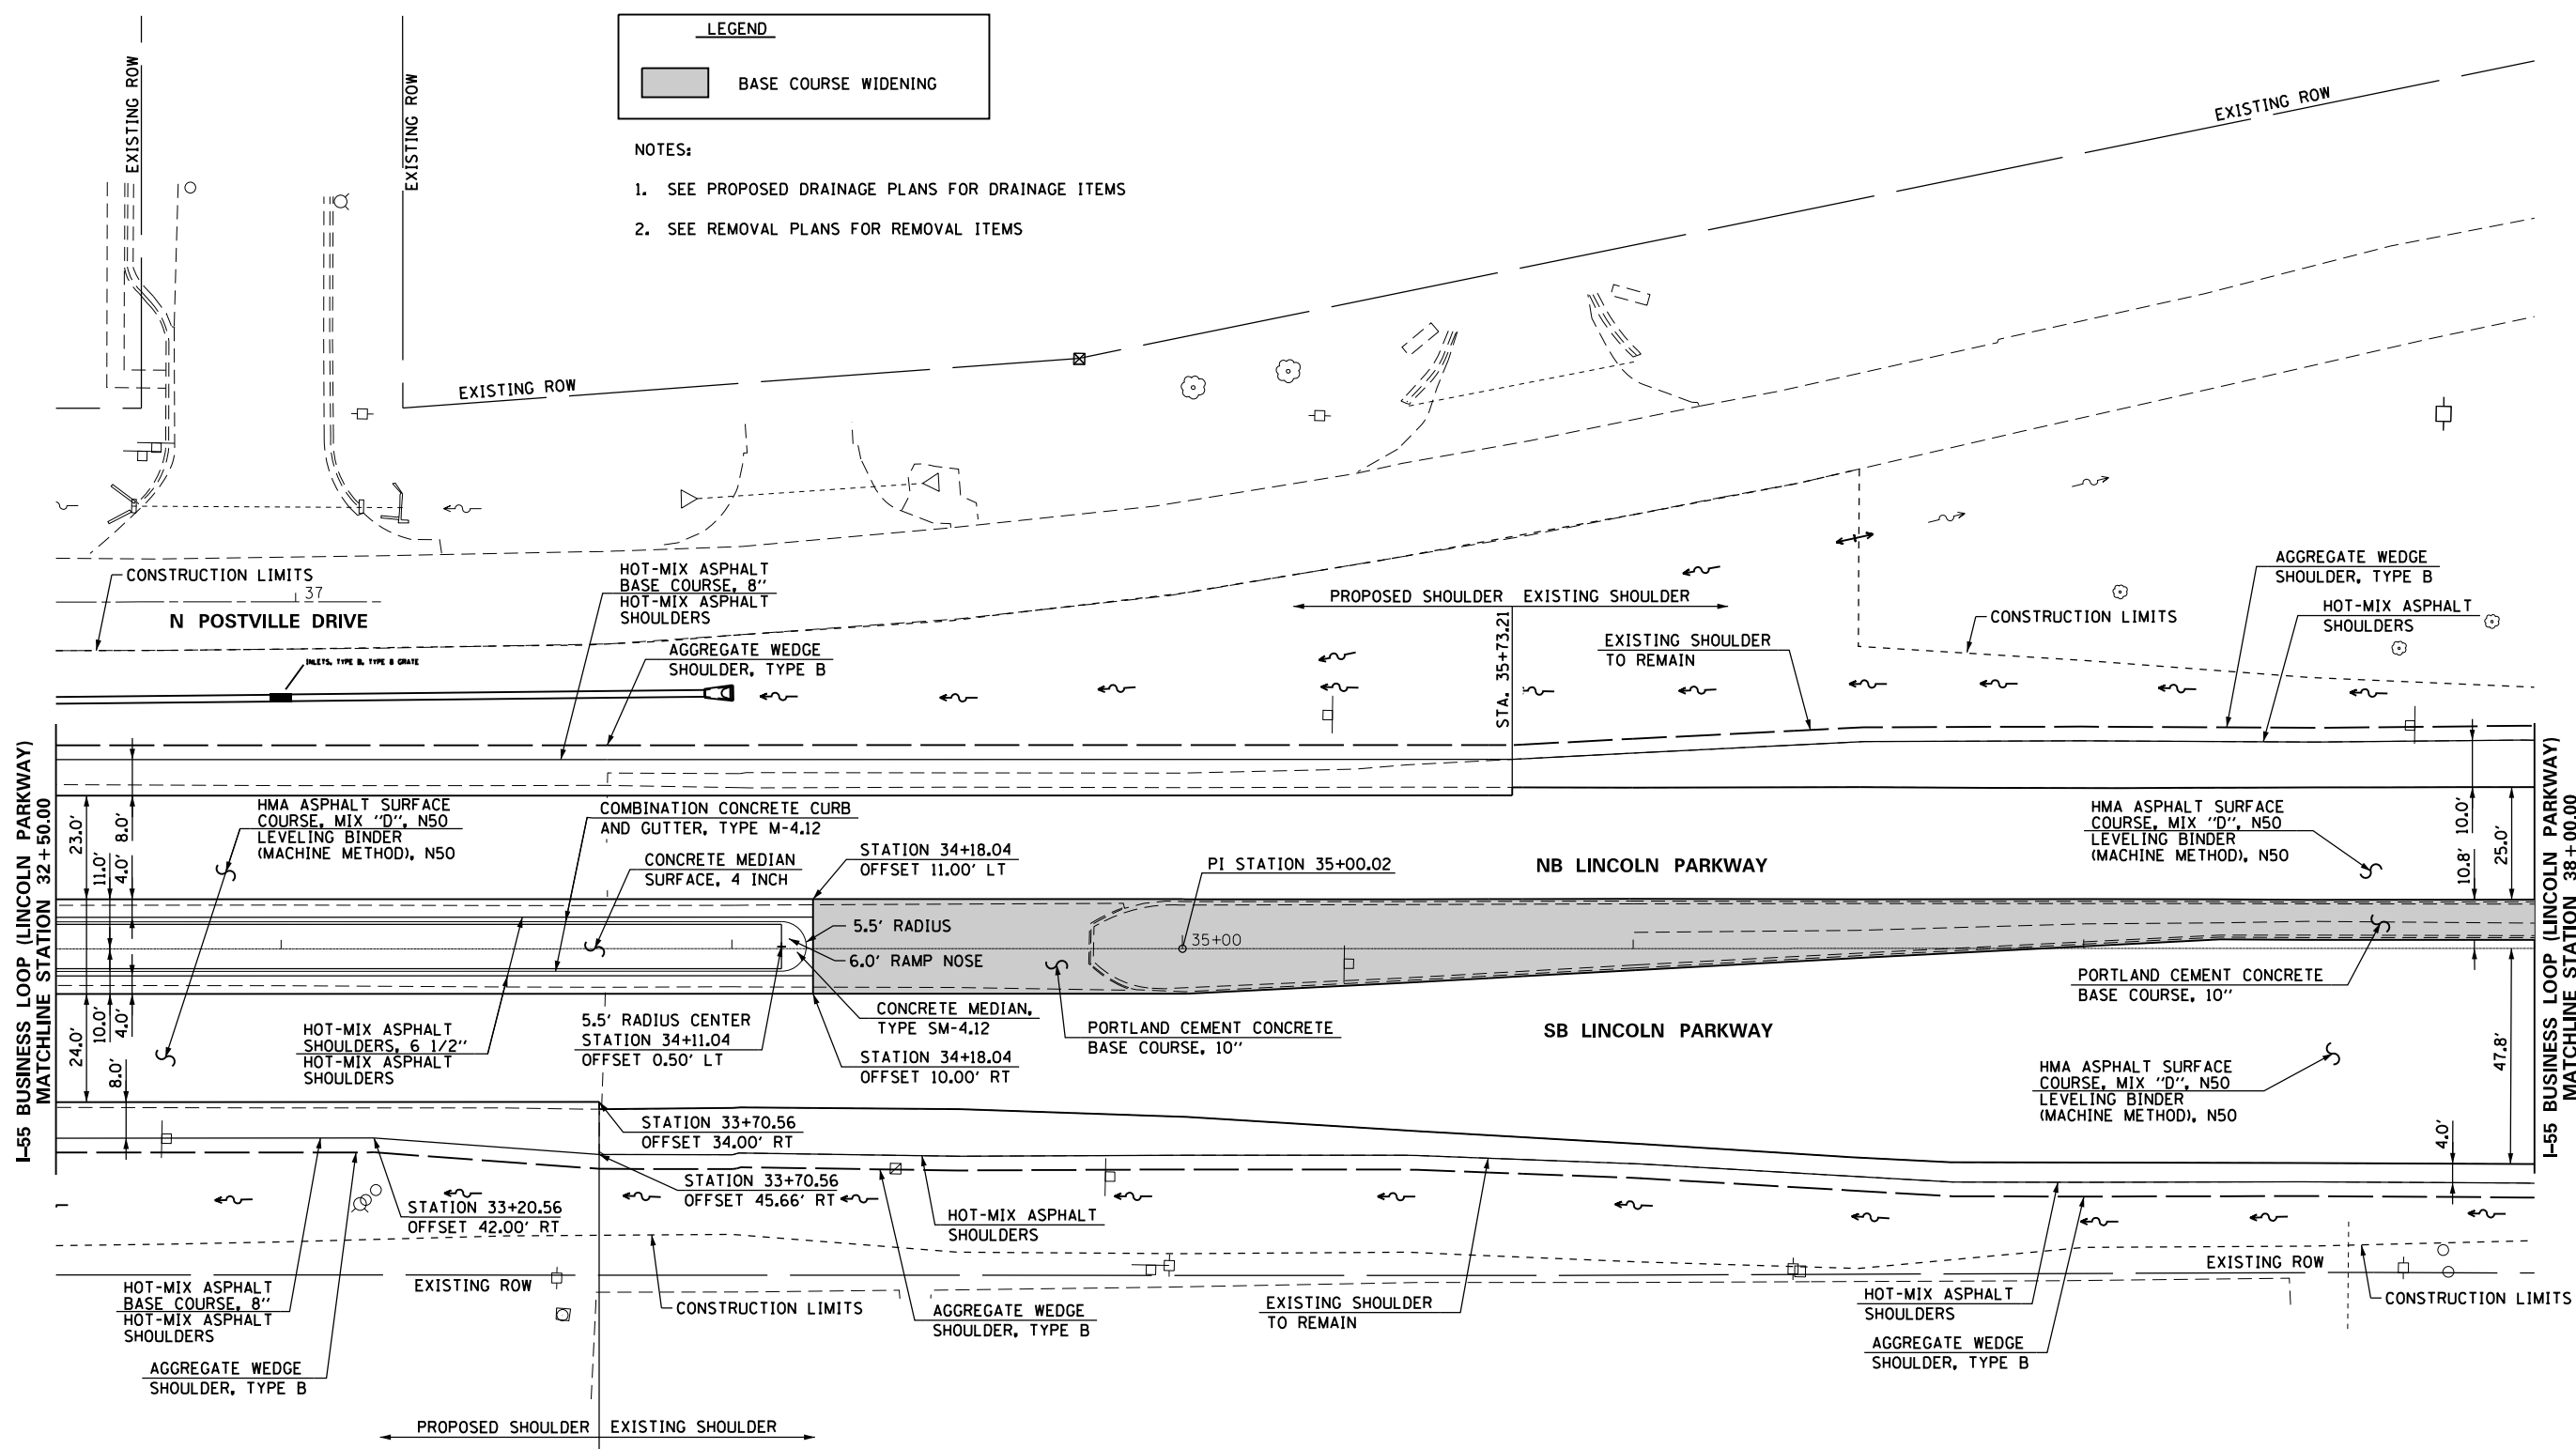 LEGEND
BASE COURSE WIDENING
NOTES:
1. SEE PROPOSED DRAINAGE PLANS FOR DRAINAGE ITEMS
2. SEE REMOVAL PLANS FOR REMOVAL ITEMS
EXISTING ROW
EXISTING ROW
EXISTING ROW
EXISTING ROW
CONSTRUCTION LIMITS
37
N POSTVILLE DRIVE
INLETS, TYPE B, TYPE 8 GRATE
HOT-MIX ASPHALT
BASE COURSE, 8"
HOT-MIX ASPHALT
SHOULDERS
AGGREGATE WEDGE
SHOULDER, TYPE B
PROPOSED SHOULDER
EXISTING SHOULDER
STA. 35+73.21
EXISTING SHOULDER
TO REMAIN
CONSTRUCTION LIMITS
AGGREGATE WEDGE
SHOULDER, TYPE B
HOT-MIX ASPHALT
SHOULDERS
I-55 BUSINESS LOOP (LINCOLN PARKWAY)
MATCHLINE STATION 32+50.00
23.0'
11.0'
8.0'
4.0'
24.0'
10.0'
4.0'
8.0'
HMA ASPHALT SURFACE
COURSE, MIX "D", N50
LEVELING BINDER
(MACHINE METHOD), N50
COMBINATION CONCRETE CURB
AND GUTTER, TYPE M-4.12
CONCRETE MEDIAN
SURFACE, 4 INCH
STATION 34+18.04
OFFSET 11.00' LT
PI STATION 35+00.02
NB LINCOLN PARKWAY
HMA ASPHALT SURFACE
COURSE, MIX "D", N50
LEVELING BINDER
(MACHINE METHOD), N50
10.0'
10.8'
25.0'
5.5' RADIUS
6.0' RAMP NOSE
35+00
HOT-MIX ASPHALT
SHOULDERS, 6 1/2"
HOT-MIX ASPHALT
SHOULDERS
5.5' RADIUS CENTER
STATION 34+11.04
OFFSET 0.50' LT
CONCRETE MEDIAN,
TYPE SM-4.12
STATION 34+18.04
OFFSET 10.00' RT
PORTLAND CEMENT CONCRETE
BASE COURSE, 10"
SB LINCOLN PARKWAY
PORTLAND CEMENT CONCRETE
BASE COURSE, 10"
HMA ASPHALT SURFACE
COURSE, MIX "D", N50
LEVELING BINDER
(MACHINE METHOD), N50
47.8'
4.0'
I-55 BUSINESS LOOP (LINCOLN PARKWAY)
MATCHLINE STATION 38+00.00
STATION 33+70.56
OFFSET 34.00' RT
STATION 33+70.56
OFFSET 45.66' RT
STATION 33+20.56
OFFSET 42.00' RT
HOT-MIX ASPHALT
SHOULDERS
EXISTING ROW
EXISTING ROW
HOT-MIX ASPHALT
BASE COURSE, 8"
HOT-MIX ASPHALT
SHOULDERS
CONSTRUCTION LIMITS
AGGREGATE WEDGE
SHOULDER, TYPE B
EXISTING SHOULDER
TO REMAIN
HOT-MIX ASPHALT
SHOULDERS
CONSTRUCTION LIMITS
AGGREGATE WEDGE
SHOULDER, TYPE B
AGGREGATE WEDGE
SHOULDER, TYPE B
PROPOSED SHOULDER
EXISTING SHOULDER